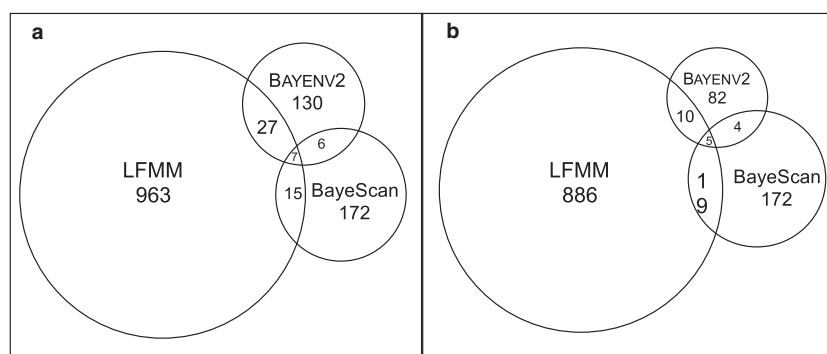 a
BAYENV2
130
27
6
7
LFMM
963
15
BayeScan
172
b
BAYENV2
82
10
4
5
LFMM
886
1
9
BayeScan
172